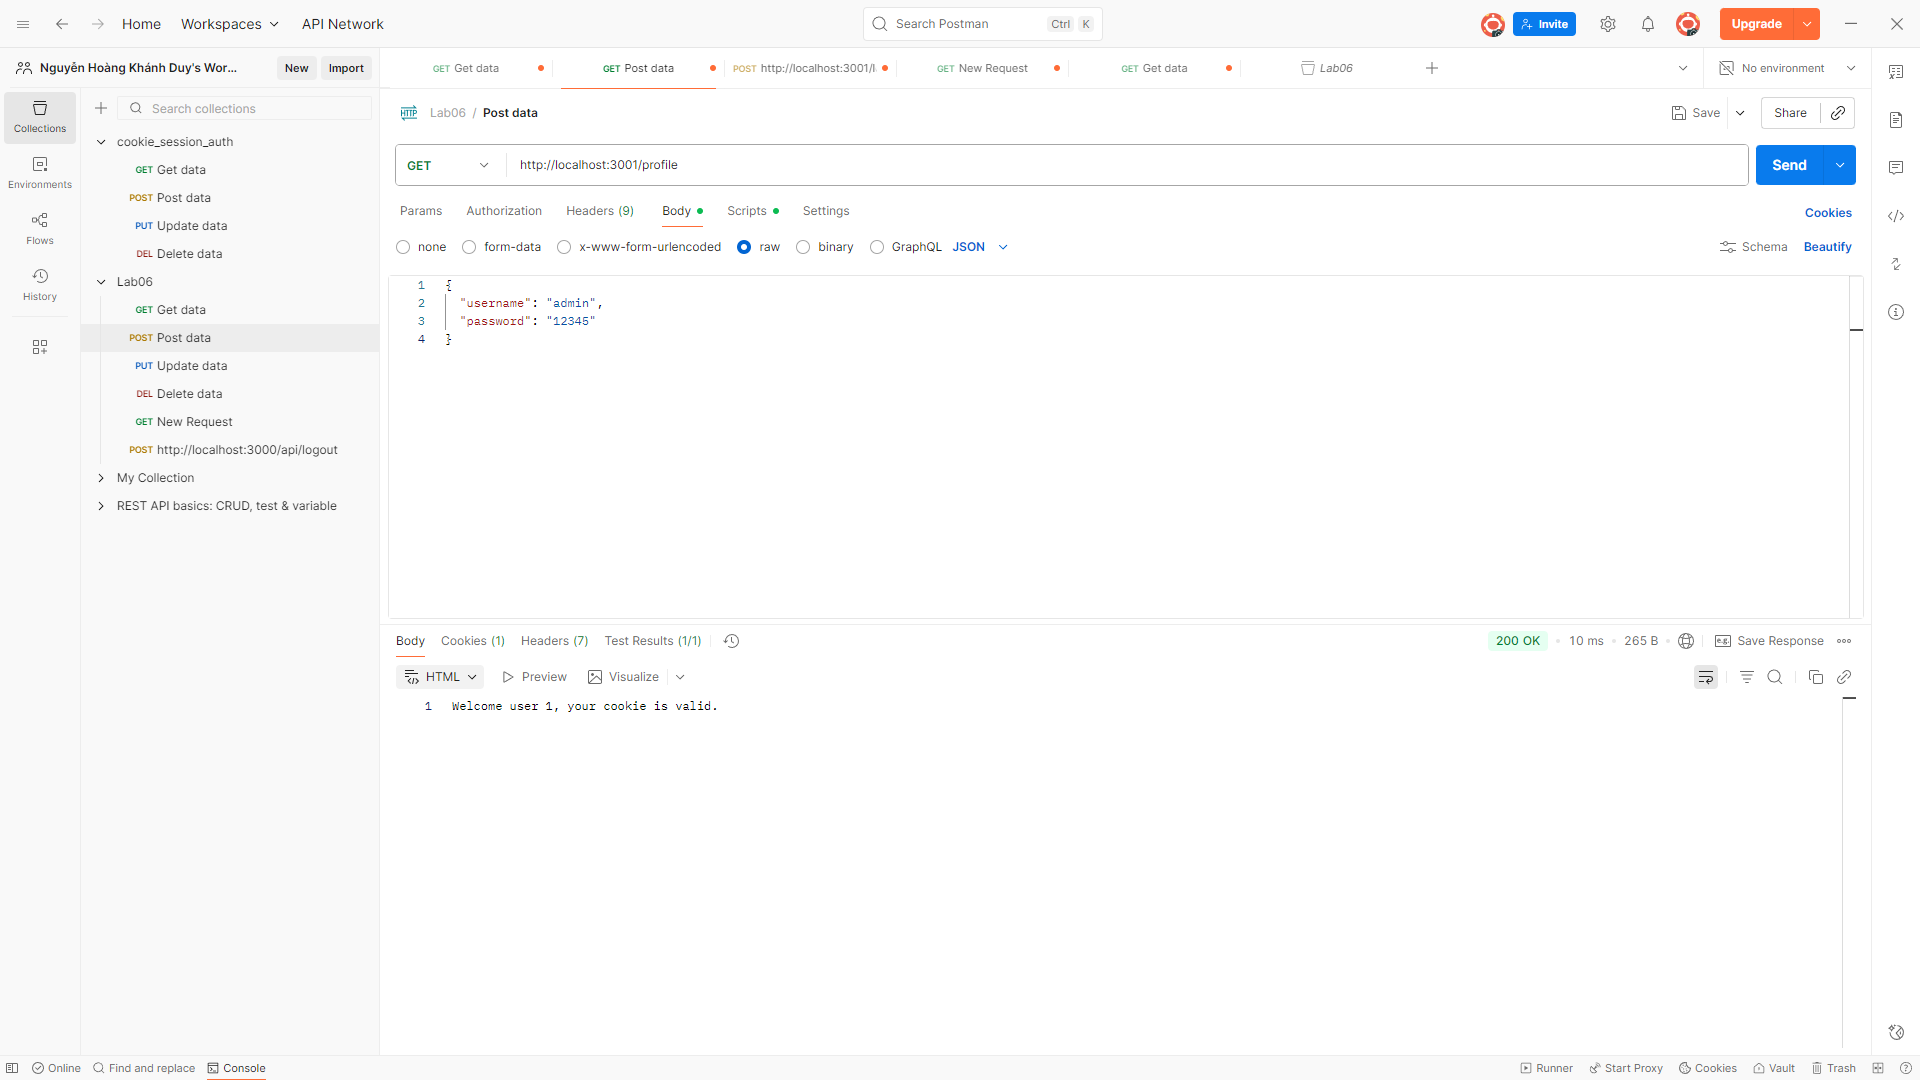 Home
Workspaces
API Network
Search Postman
Ctrl K
Invite
Upgrade
Nguyễn Hoàng Khánh Duy's Wor...
New
Import
GET Get data
GET Post data
POST http://localhost:3001/l
GET New Request
GET Get data
Lab06
No environment
Collections
Environments
Flows
History
Search collections
cookie_session_auth
GET Get data
POST Post data
PUT Update data
DEL Delete data
Lab06
GET Get data
POST Post data
PUT Update data
DEL Delete data
GET New Request
POST http://localhost:3000/api/logout
My Collection
REST API basics: CRUD, test & variable
HTTP Lab06 / Post data
Save
Share
GET http://localhost:3001/profile
Send
Params Authorization Headers (9) Body Scripts Settings
Cookies
none form-data x-www-form-urlencoded raw binary GraphQL JSON
Schema Beautify
1 {
2 "username": "admin",
3 "password": "12345"
4 }
Body Cookies (1) Headers (7) Test Results (1/1)
200 OK • 10 ms • 265 B •
e.g. Save Response
HTML Preview Visualize
1 Welcome user 1, your cookie is valid.
Online Find and replace Console
Runner Start Proxy Cookies Vault Trash